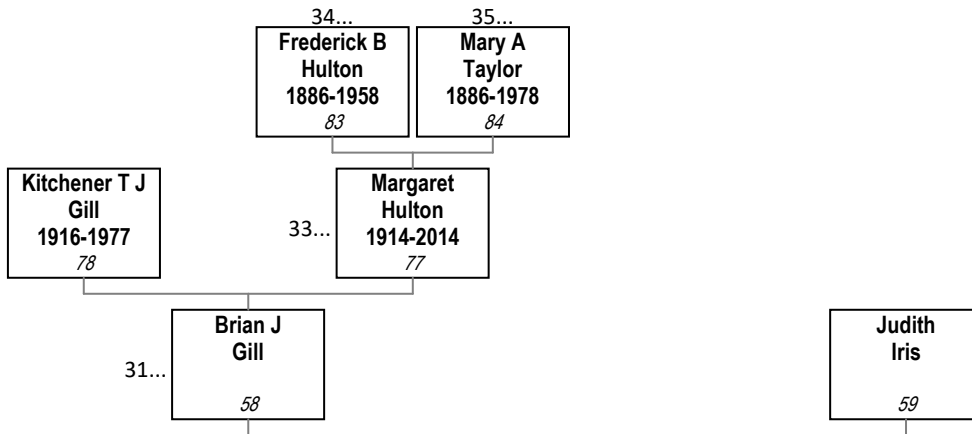 34...
35...
Frederick B
Hulton
1886-1958
83
Mary A
Taylor
1886-1978
84
Kitchener T J
Gill
1916-1977
78
33...
Margaret
Hulton
1914-2014
77
31...
Brian J
Gill
58
Judith
Iris
59